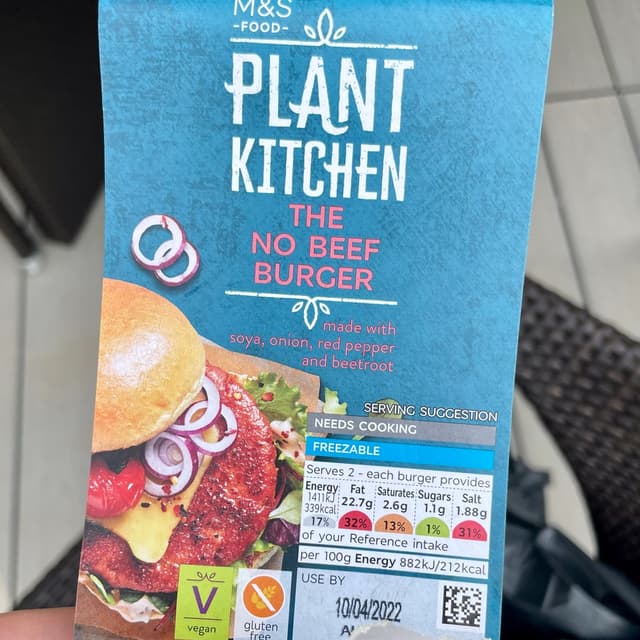 M&S
-FOOD-
PLANT
KITCHEN
THE
NO BEEF
BURGER
made with
soya, onion, red pepper
and beetroot
SERVING SUGGESTION
NEEDS COOKING
FREEZABLE
Serves 2 - each burger provides
Energy Fat Saturates Sugars Salt
1411kJ 22.7g 2.6g 1.1g 1.88g
339kcal
17% 32% 13% 1% 31%
of your Reference intake
per 100g Energy 882kJ/212kcal
USE BY
10/04/2022
V
vegan
gluten
free